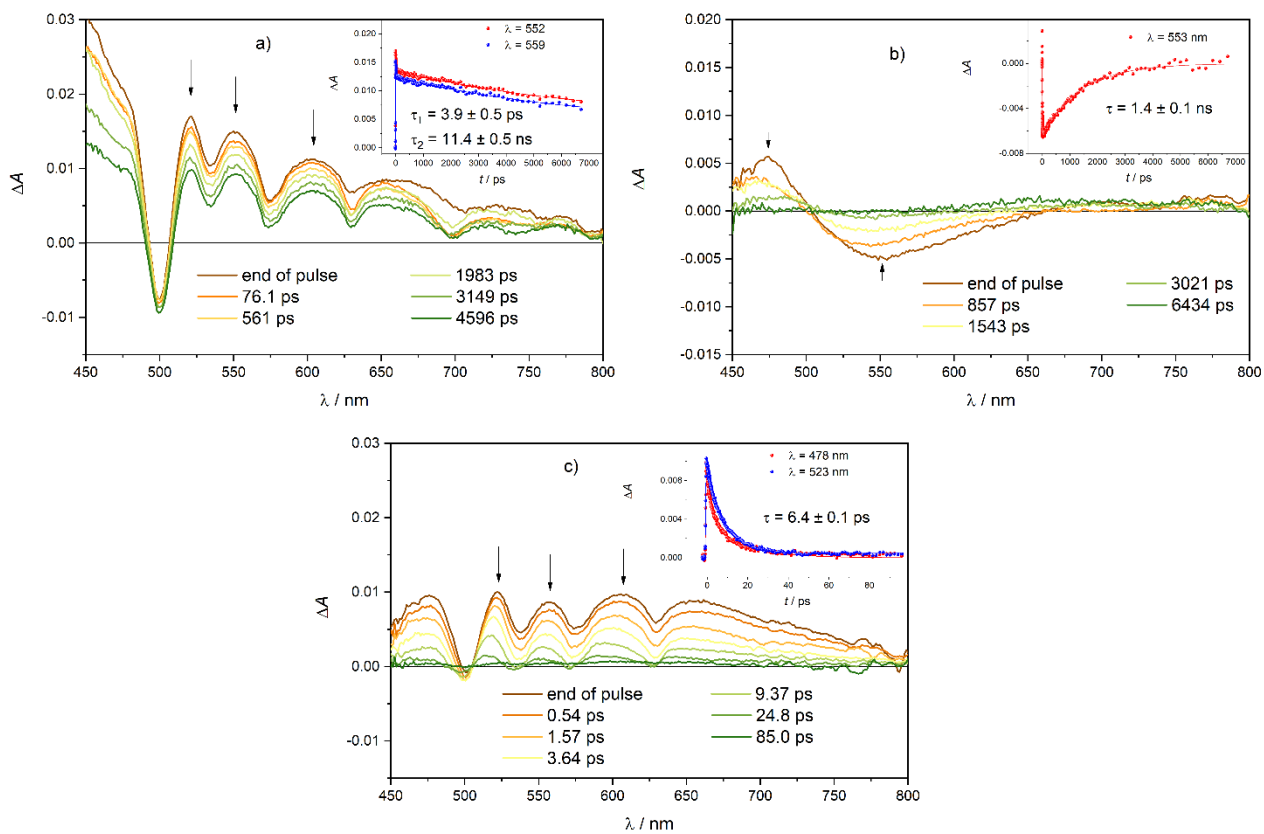 a)
λ = 552
λ = 559
τ1 = 3.9 ± 0.5 ps
τ2 = 11.4 ± 0.5 ns
ΔA
0.020
0.015
0.010
0.005
0.000
0 1000 2000 3000 4000 5000 6000 7000
t / ps
ΔA
0.03
0.02
0.01
0.00
-0.01
end of pulse
76.1 ps
561 ps
1983 ps
3149 ps
4596 ps
450 500 550 600 650 700 750 800
λ / nm
b)
λ = 553 nm
τ = 1.4 ± 0.1 ns
ΔA
0.000
-0.004
-0.008
0 1000 2000 3000 4000 5000 6000 7000
t / ps
ΔA
0.020
0.015
0.010
0.005
0.000
-0.005
-0.010
-0.015
end of pulse
857 ps
1543 ps
3021 ps
6434 ps
450 500 550 600 650 700 750 800
λ / nm
c)
λ = 478 nm
λ = 523 nm
τ = 6.4 ± 0.1 ps
ΔA
0.008
0.004
0.000
0 20 40 60 80
t / ps
ΔA
0.03
0.02
0.01
0.00
-0.01
end of pulse
0.54 ps
1.57 ps
3.64 ps
9.37 ps
24.8 ps
85.0 ps
450 500 550 600 650 700 750 800
λ / nm